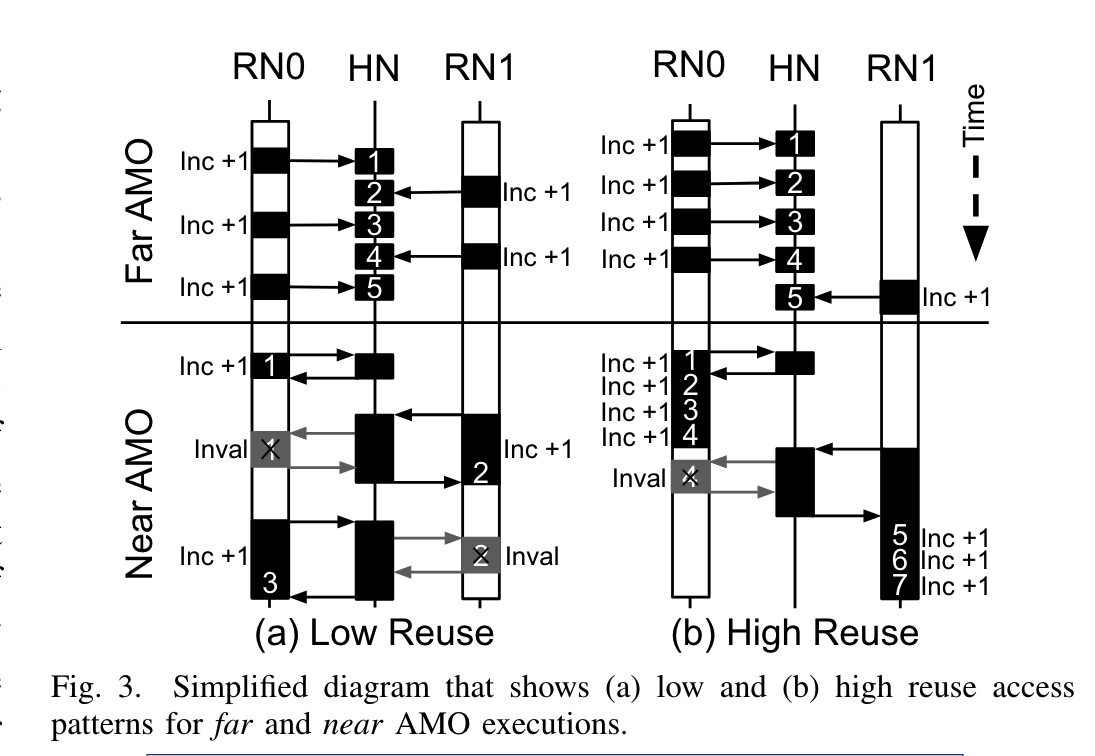 RN0 HN RN1
RN0 HN RN1
Time
Far AMO
Inc +1 1
2 Inc +1
Inc +1 3
4 Inc +1
Inc +1 5
Inc +1 1
Inc +1 2
Inc +1 3
Inc +1 4
5 Inc +1
Near AMO
Inc +1 1
Inval 1
Inc +1
2
Inc +1
3
2 Inval
Inc +1 1
Inc +1 2
Inc +1 3
Inc +1 4
Inval 4
5 Inc +1
6 Inc +1
7 Inc +1
(a) Low Reuse
(b) High Reuse
Fig. 3. Simplified diagram that shows (a) low and (b) high reuse access
patterns for far and near AMO executions.